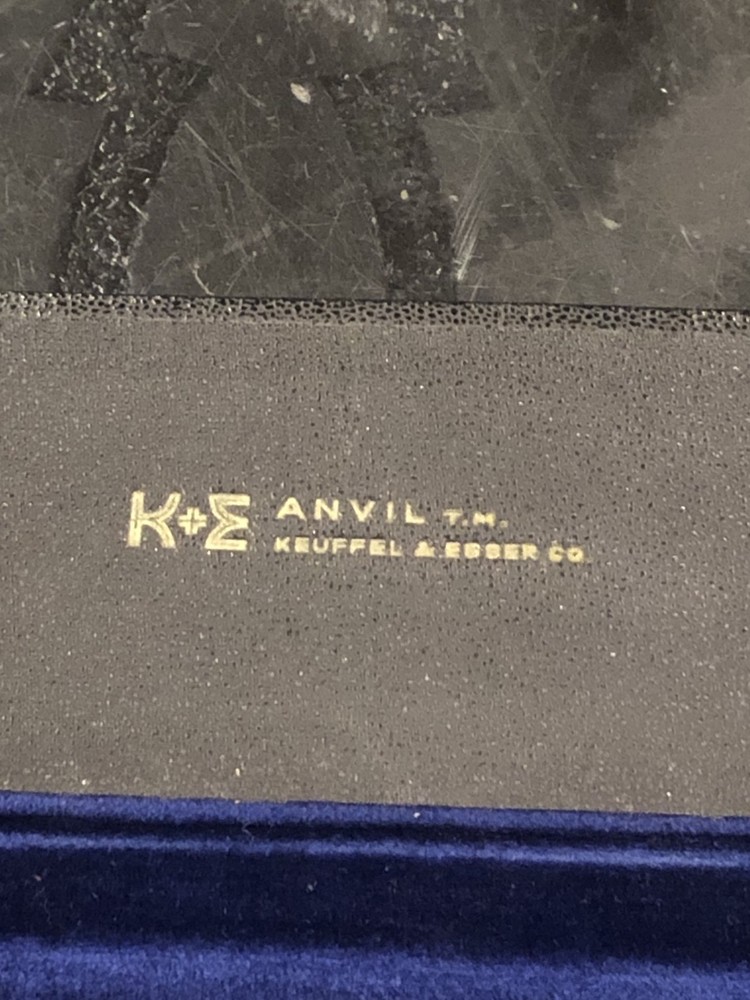 K+E ANVIL T.M.
KEUFFEL & ESSER CO.